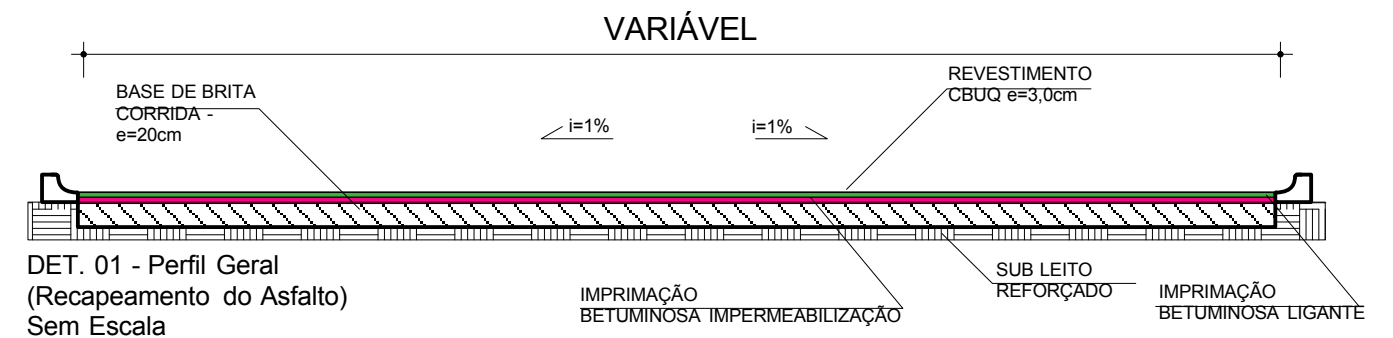 VARIÁVEL
BASE DE BRITA
CORRIDA -
e=20cm
REVESTIMENTO
CBUQ e=3,0cm
i=1%
i=1%
DET. 01 - Perfil Geral
(Recapeamento do Asfalto)
Sem Escala
IMPRIMAÇÃO
BETUMINOSA IMPERMEABILIZAÇÃO
SUB LEITO
REFORÇADO
IMPRIMAÇÃO
BETUMINOSA LIGANTE